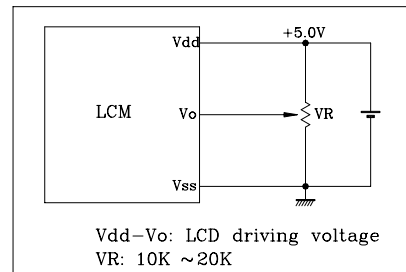 Vdd
+5.0V
LCM
Vo
VR
Vss
Vdd-Vo: LCD driving voltage
VR: 10K ~20K